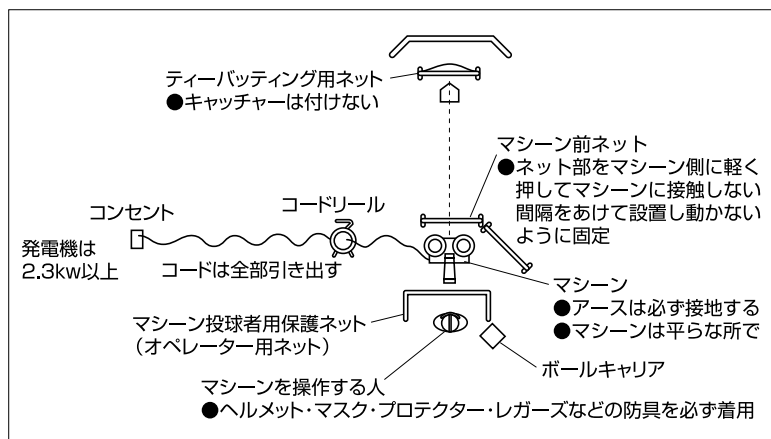 ティーバッティング用ネット
●キャッチャーは付けない
マシーン前ネット
●ネット部をマシーン側に軽く
押してマシーンに接触しない
間隔をあけて設置し動かない
ように固定
コードリール
コンセント
発電機は
2.3kw以上
コードは全部引き出す
マシーン
●アースは必ず接地する
●マシーンは平らな所で
マシーン投球者用保護ネット
(オペレーター用ネット)
ボールキャリア
マシーンを操作する人
●ヘルメット・マスク・プロテクター・レガーズなどの防具を必ず着用